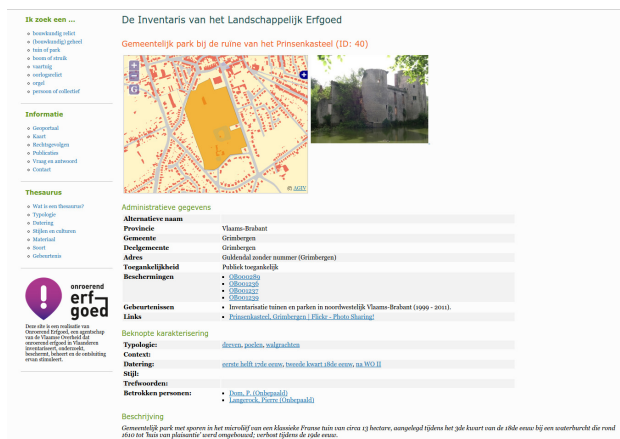 Ik zoek een ...
bouwkundig relict
(bouwkundig) geheel
tuin of park
boom of struik
vaartuig
oorlogsrelict
orgel
persoon of collectief
Informatie
Geoportaal
Kaart
Rechtsgevolgen
Publicaties
Vraag en antwoord
Contact
Thesaurus
Wat is een thesaurus?
Typologie
Datering
Stijlen en culturen
Materiaal
Soort
Gebeurtenis
onroerend
erf
goed
Deze site is een realisatie van
Onroerend Erfgoed, een agentschap
van de Vlaamse Overheid dat
onroerend erfgoed in Vlaanderen
inventariseert, onderzoekt,
beschermt, beheert en de ontsluiting
ervan stimuleert.
De Inventaris van het Landschappelijk Erfgoed
Gemeentelijk park bij de ruïne van het Prinsenkasteel (ID: 40)
+
-
G
+
© AGIV
Administratieve gegevens
Alternatieve naam
Provincie Vlaams-Brabant
Gemeente Grimbergen
Deelgemeente Grimbergen
Adres Guldendal zonder nummer (Grimbergen)
Toegankelijkheid Publiek toegankelijk
Beschermingen OB000289
OB001236
OB001237
OB001239
Gebeurtenissen Inventarisatie tuinen en parken in noordwestelijk Vlaams-Brabant (1999 - 2011).
Links Prinsenkasteel, Grimbergen | Flickr - Photo Sharing!
Beknopte karakterisering
Typologie: dreven, poelen, walgrachten
Context:
Datering: eerste helft 17de eeuw, tweede kwart 18de eeuw, na WO II
Stijl:
Trefwoorden:
Betrokken personen: Dom, P. (Onbepaald)
Langerock, Pierre (Onbepaald)
Beschrijving
Gemeentelijk park met sporen in het microliëf van een klassieke Franse tuin van circa 13 hectare, aangelegd tijdens het 3de kwart van de 18de eeuw bij een waterburcht die rond
1610 tot 'huis van plaisantie' werd omgebouwd; verbost tijdens de 19de eeuw.